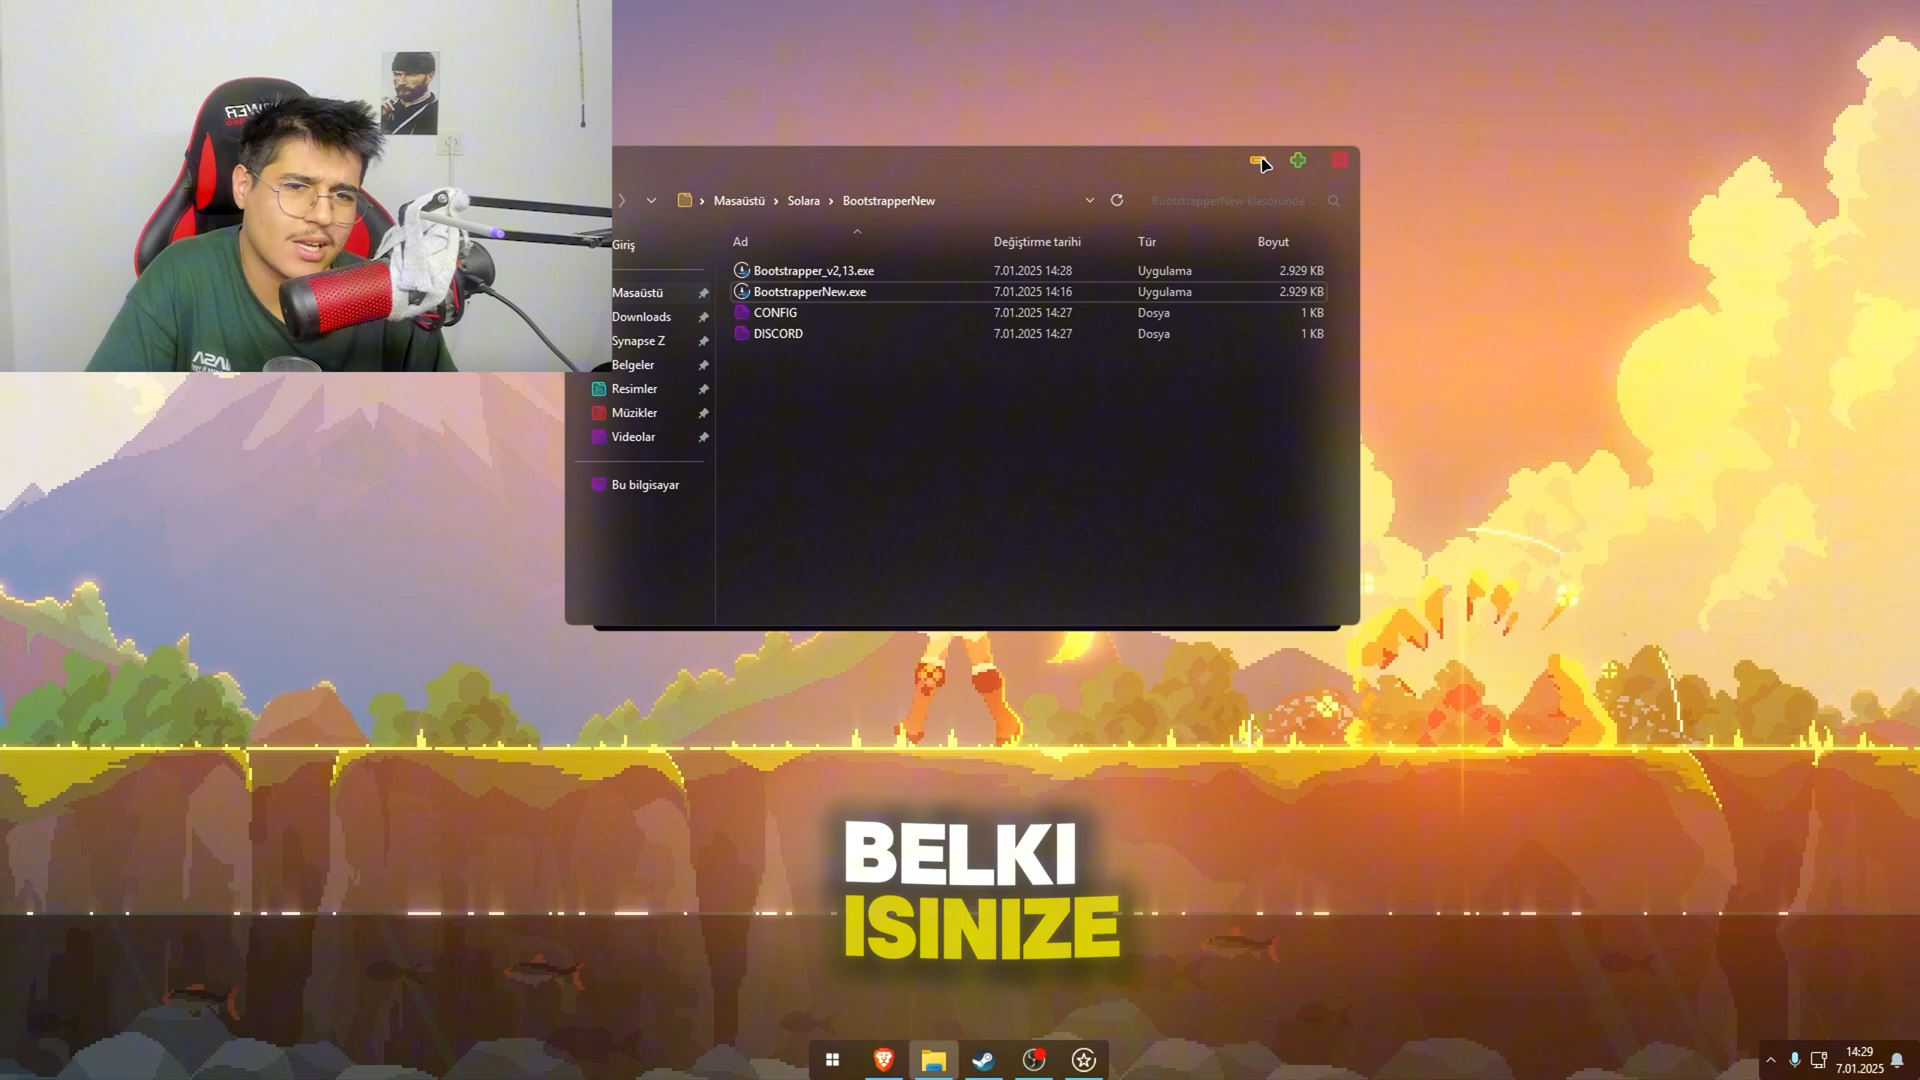 Masaüstü
Solara
BootstrapperNew
BootstrapperNew klasöründe ...
Giriş
Ad
Değiştirme tarihi
Tür
Boyut
Bootstrapper_v2,13.exe
7.01.2025 14:28
Uygulama
2.929 KB
BootstrapperNew.exe
7.01.2025 14:16
Uygulama
2.929 KB
CONFIG
7.01.2025 14:27
Dosya
1 KB
DISCORD
7.01.2025 14:27
Dosya
1 KB
Masaüstü
Downloads
Synapse Z
Belgeler
Resimler
Müzikler
Videolar
Bu bilgisayar
NASA
BELKI
ISINIZE
14:29
7.01.2025